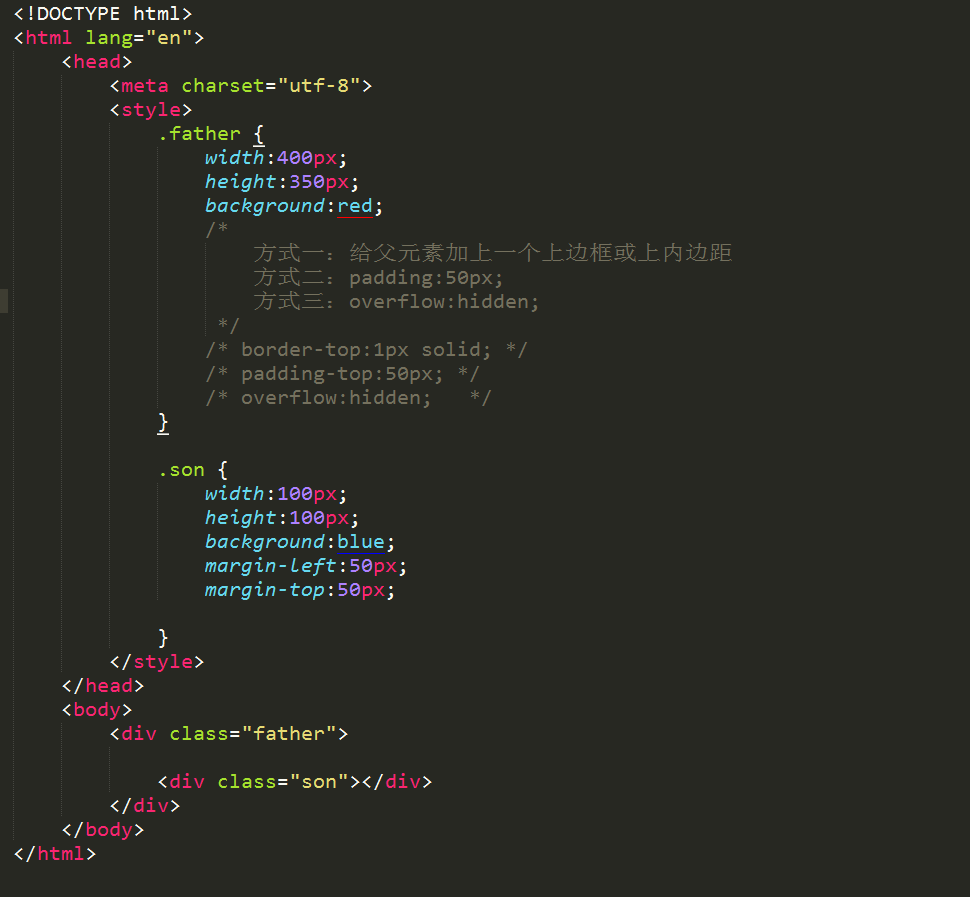 <!DOCTYPE html>
<html lang="en">
    <head>
        <meta charset="utf-8">
        <style>
            .father {
                width:400px;
                height:350px;
                background:red;
                /*
                    方式一：给父元素加上一个上边框或上内边距
                    方式二：padding:50px;
                    方式三：overflow:hidden;
                 */
                /* border-top:1px solid; */
                /* padding-top:50px; */
                /* overflow:hidden;   */
            }
            .son {
                width:100px;
                height:100px;
                background:blue;
                margin-left:50px;
                margin-top:50px;
            }
        </style>
    </head>
    <body>
        <div class="father">
            <div class="son"></div>
        </div>
    </body>
</html>